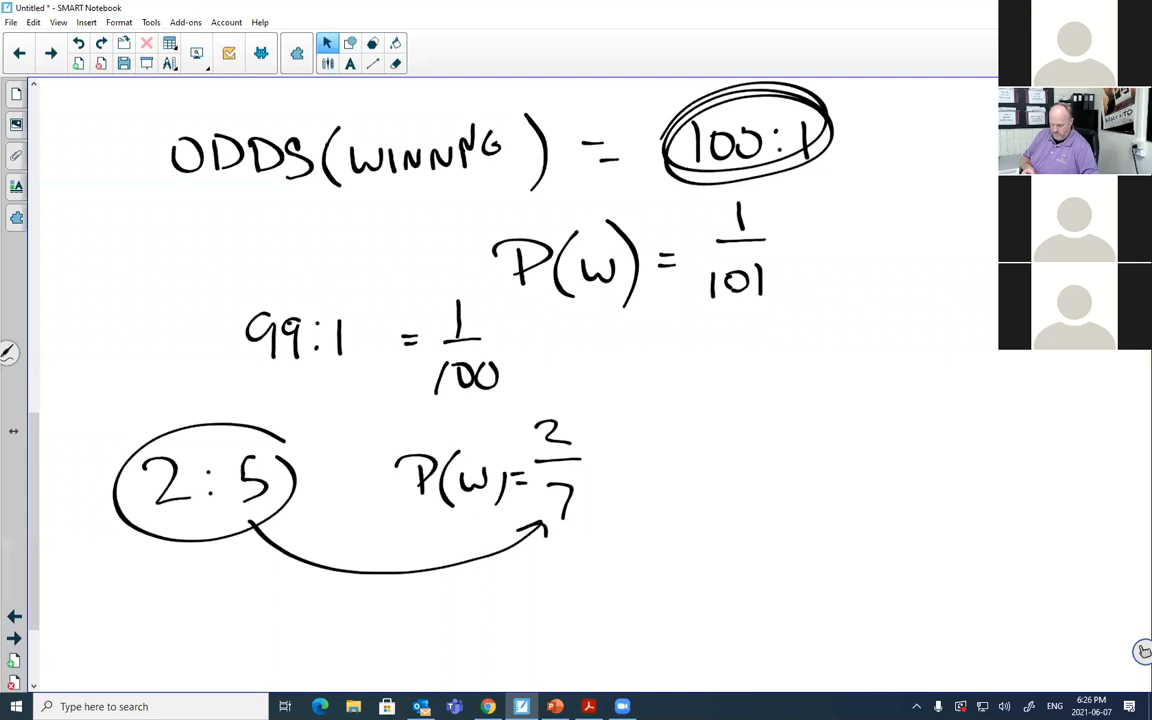 Untitled * - SMART Notebook
File Edit View Insert Format Tools Add-ons Account Help
ODDS(WINNING) = 100:1
P(W) = 1/101
99:1 = 1/100
2:5 P(W) = 2/7
Type here to search
ENG
6:26 PM
2021-06-07